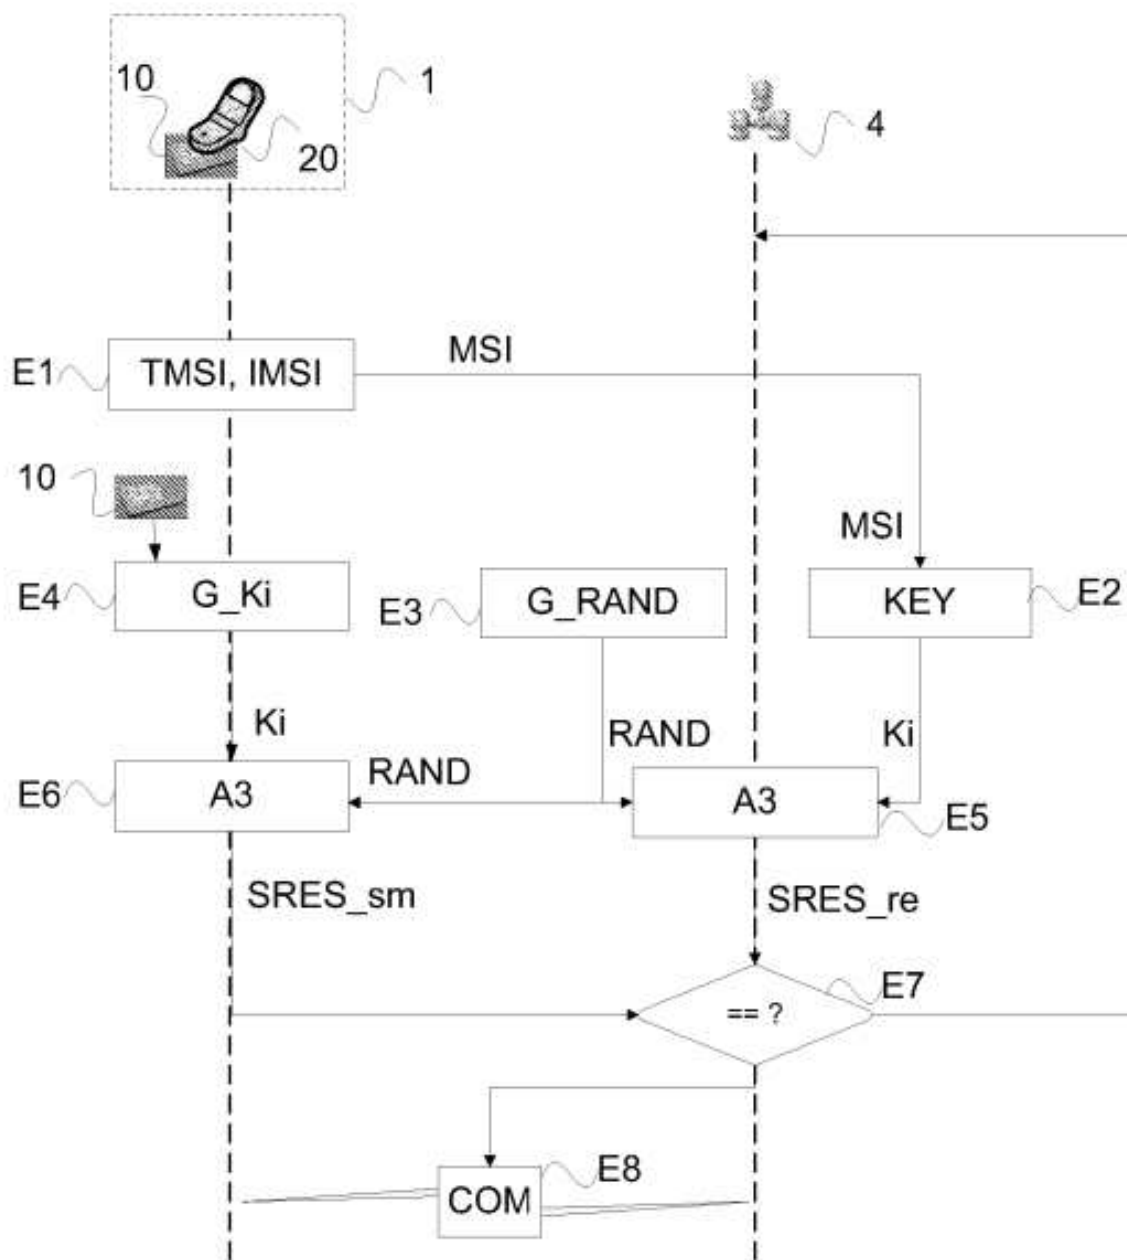 10
1
20
4
MSI
E1
TMSI, IMSI
10
MSI
E4
G_Ki
E3
G_RAND
KEY
E2
Ki
RAND
Ki
E6
A3
RAND
A3
E5
SRES_sm
SRES_re
E7
== ?
E8
COM